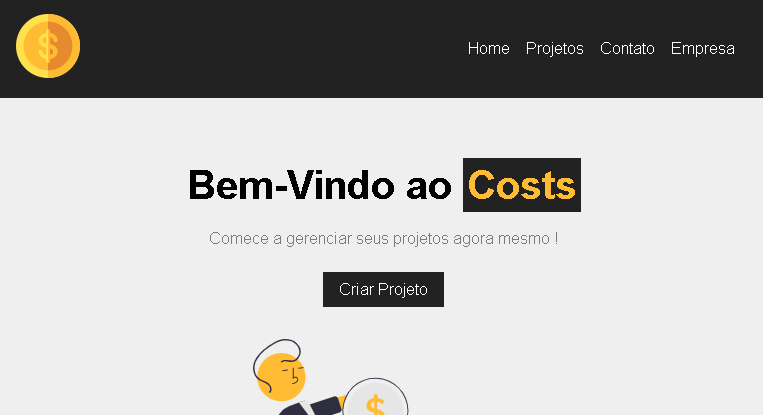 $
Home Projetos Contato Empresa
Bem-Vindo ao Costs
Comece a gerenciar seus projetos agora mesmo !
Criar Projeto
$